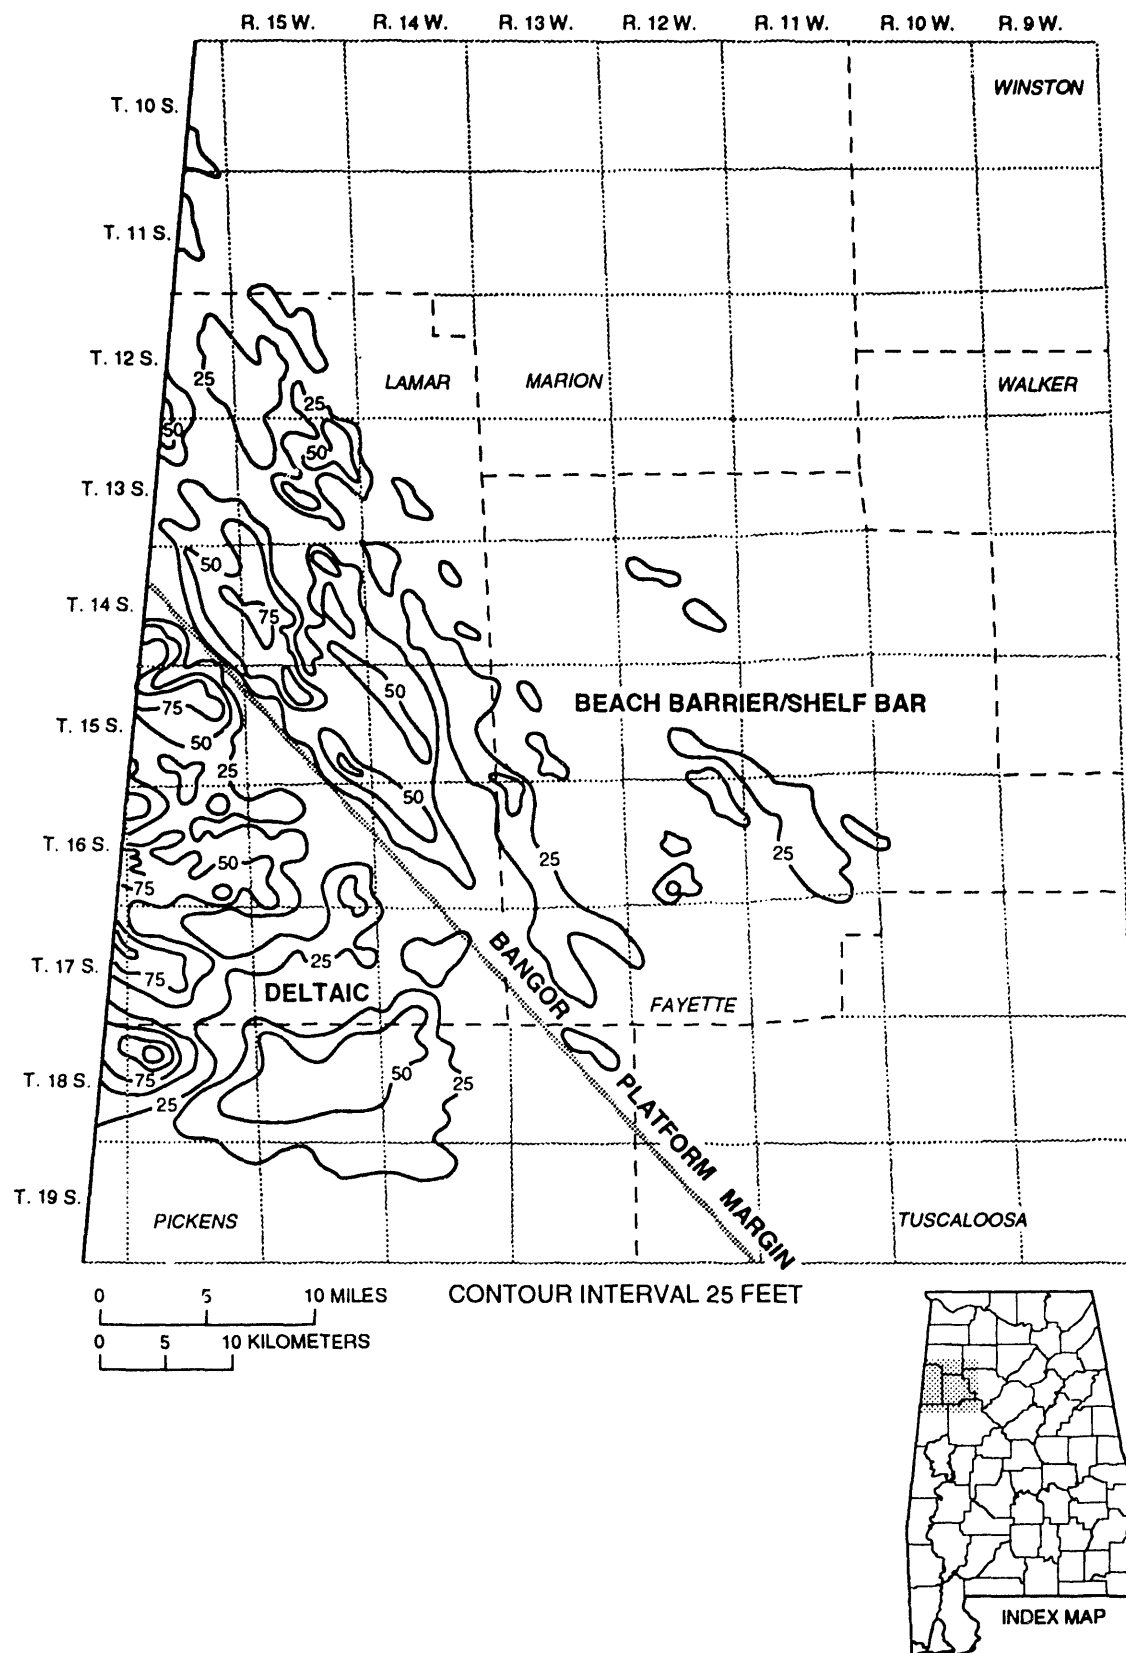 R. 15 W. R. 14 W. R. 13 W. R. 12 W. R. 11 W. R. 10 W. R. 9 W.
WINSTON
T. 10 S.
T. 11 S.
T. 12 S.
25
LAMAR
MARION
WALKER
25
50
50
T. 13 S.
50
T. 14 S.
75
50
BEACH BARRIER/SHELF BAR
75
T. 15 S.
50
25
50
T. 16 S.
50
25
25
75
T. 17 S.
75
25
DELTAIC
BANGOR PLATFORM MARGIN
FAYETTE
T. 18 S.
75
50
25
25
T. 19 S.
PICKENS
TUSCALOOSA
0 5 10 MILES
CONTOUR INTERVAL 25 FEET
0 5 10 KILOMETERS
INDEX MAP